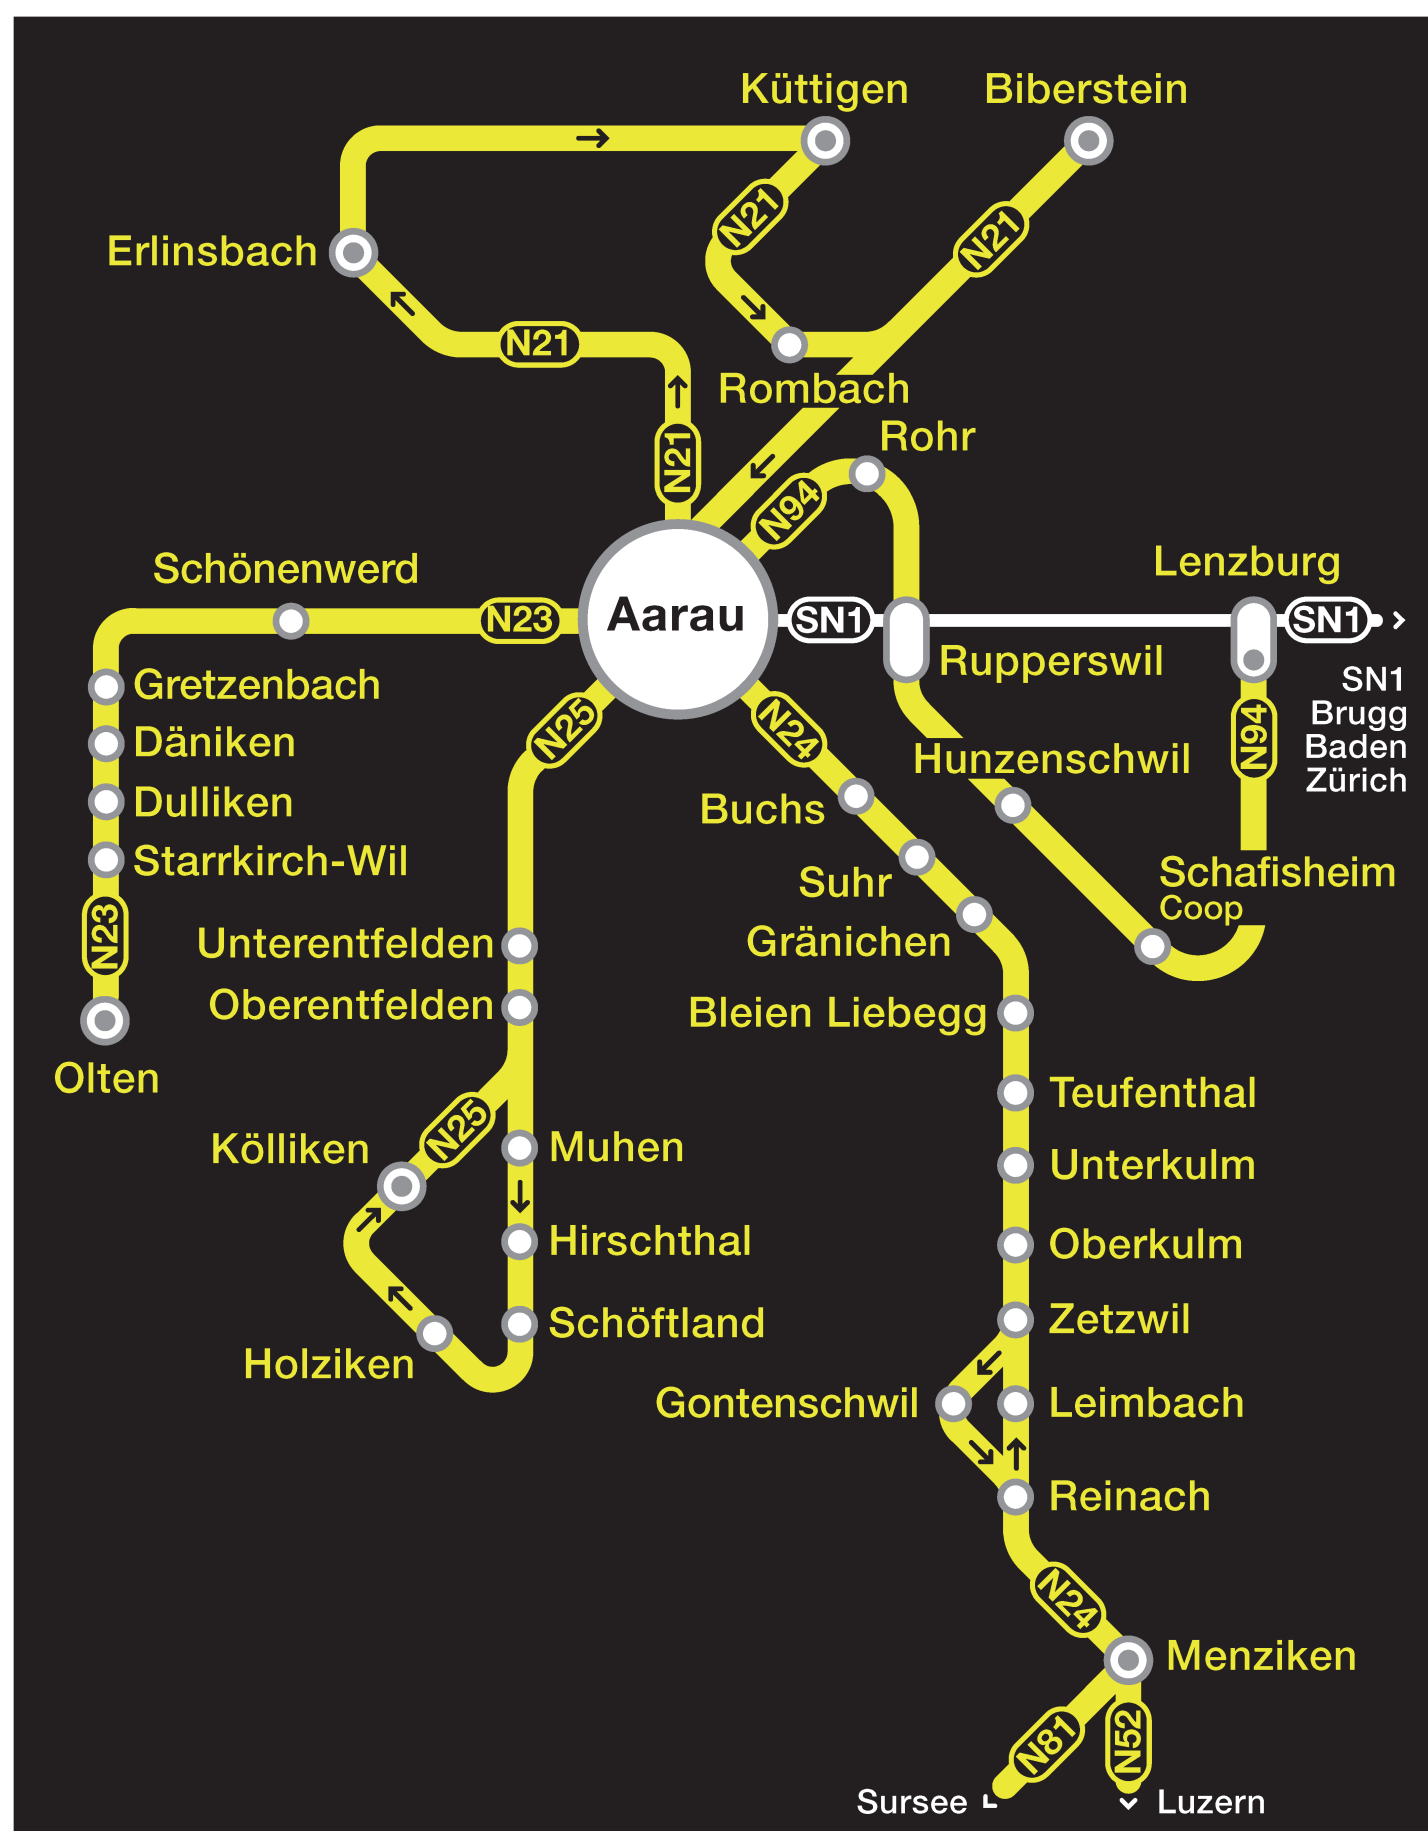 Küttigen
Biberstein
N21
N21
Erlinsbach
N21
Rombach
Rohr
N21
N94
Schönenwerd
Lenzburg
N23
Aarau
SN1
SN1
Rupperswil
Gretzenbach
SN1
Brugg
Baden
Zürich
N25
N24
N94
Däniken
Hunzenschwil
Dulliken
Buchs
Starrkirch-Wil
Suhr
Schafisheim
Coop
N23
Unterentfelden
Gränichen
Oberentfelden
Bleien Liebegg
Olten
Teufenthal
N25
Kölliken
Muhen
Unterkulm
Hirschthal
Oberkulm
Schöftland
Zetzwil
Holziken
Gontenschwil
Leimbach
Reinach
N24
Menziken
N81
N52
Sursee
Luzern